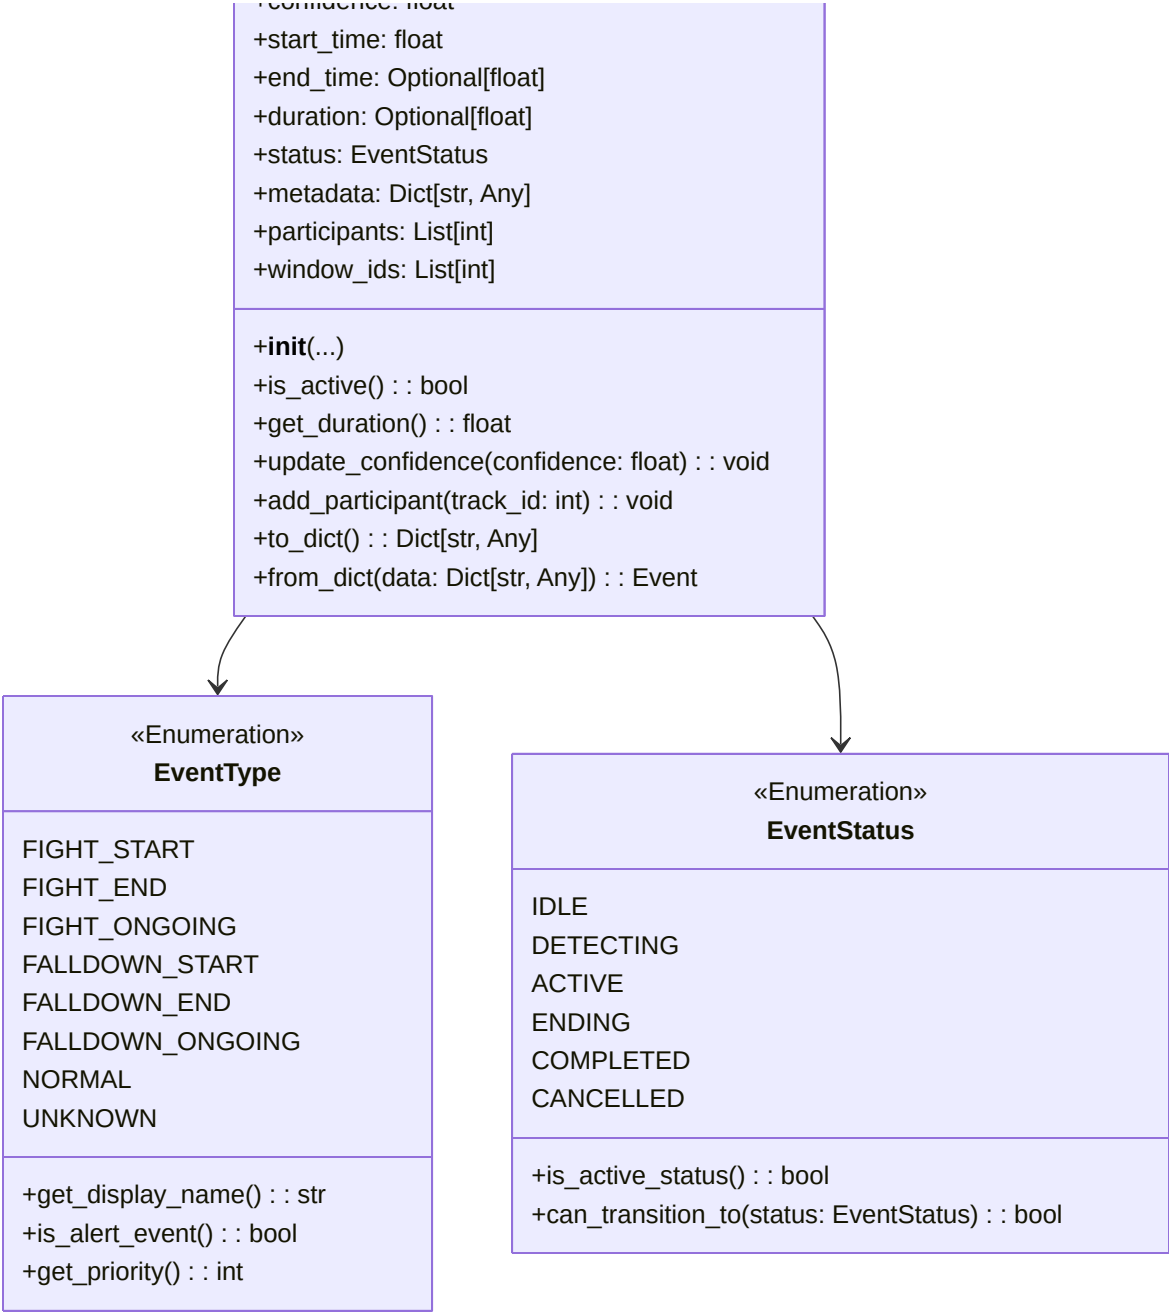 +confidence: float
+start_time: float
+end_time: Optional[float]
+duration: Optional[float]
+status: EventStatus
+metadata: Dict[str, Any]
+participants: List[int]
+window_ids: List[int]
+init(...)
+is_active() : : bool
+get_duration() : : float
+update_confidence(confidence: float) : : void
+add_participant(track_id: int) : : void
+to_dict() : : Dict[str, Any]
+from_dict(data: Dict[str, Any]) : : Event
«Enumeration»
EventType
FIGHT_START
FIGHT_END
FIGHT_ONGOING
FALLDOWN_START
FALLDOWN_END
FALLDOWN_ONGOING
NORMAL
UNKNOWN
+get_display_name() : : str
+is_alert_event() : : bool
+get_priority() : : int
«Enumeration»
EventStatus
IDLE
DETECTING
ACTIVE
ENDING
COMPLETED
CANCELLED
+is_active_status() : : bool
+can_transition_to(status: EventStatus) : : bool